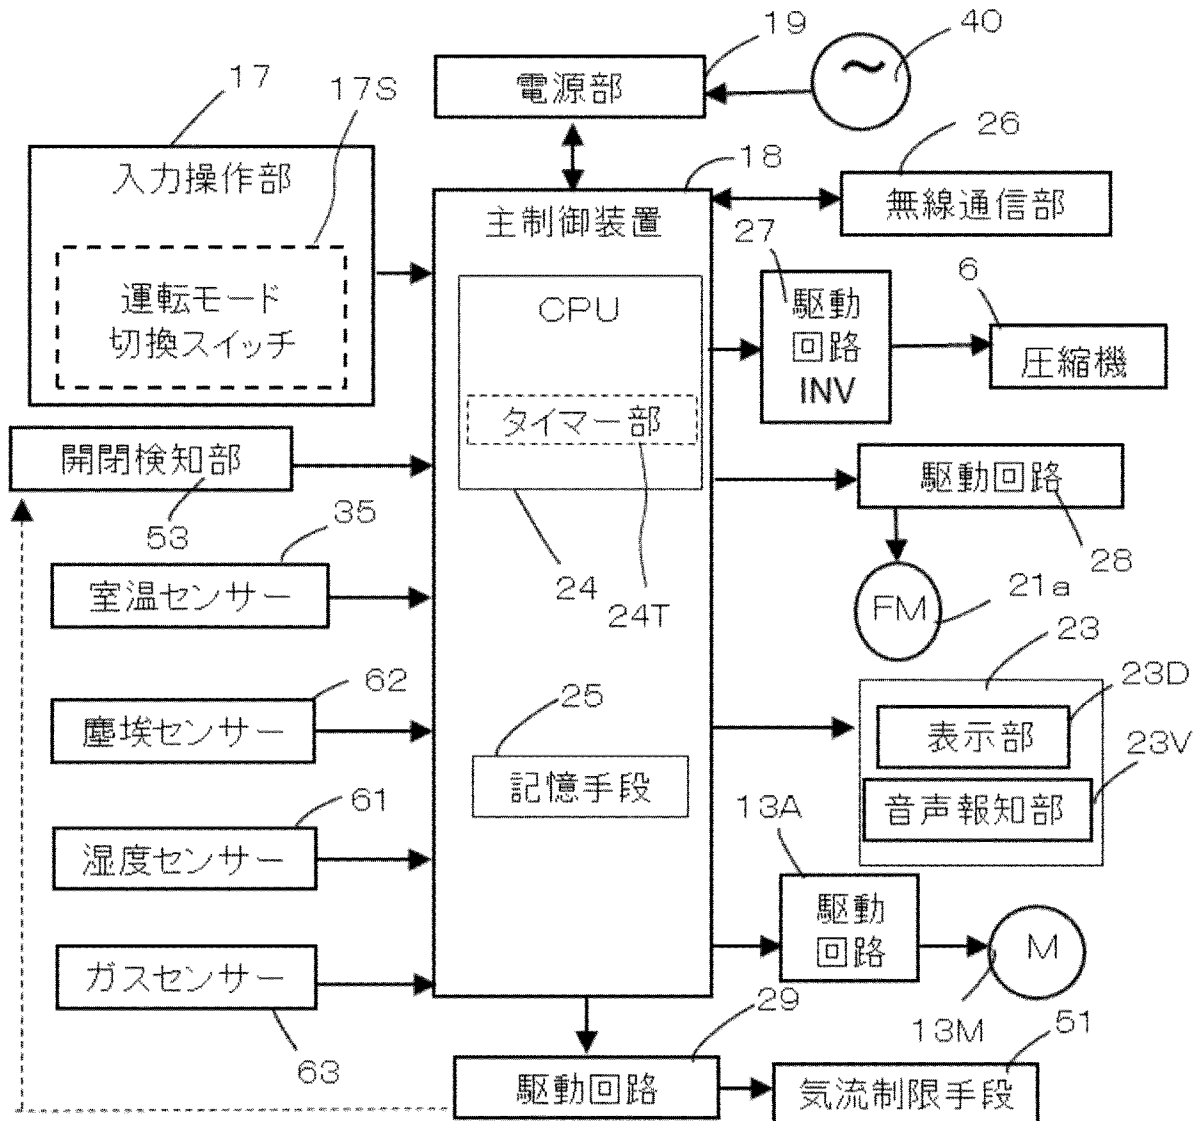 19
40
電源部
~
17
17S
26
18
入力操作部
無線通信部
主制御装置
27
運転モード
切換スイッチ
CPU
駆動
回路
INV
6
圧縮機
タイマー部
開閉検知部
駆動回路
53
35
24
24T
28
室温センサー
FM
21a
23
62
25
23D
塵埃センサー
表示部
23V
記憶手段
音声報知部
61
13A
湿度センサー
駆動
回路
M
ガスセンサー
29
13M
51
63
駆動回路
気流制限手段